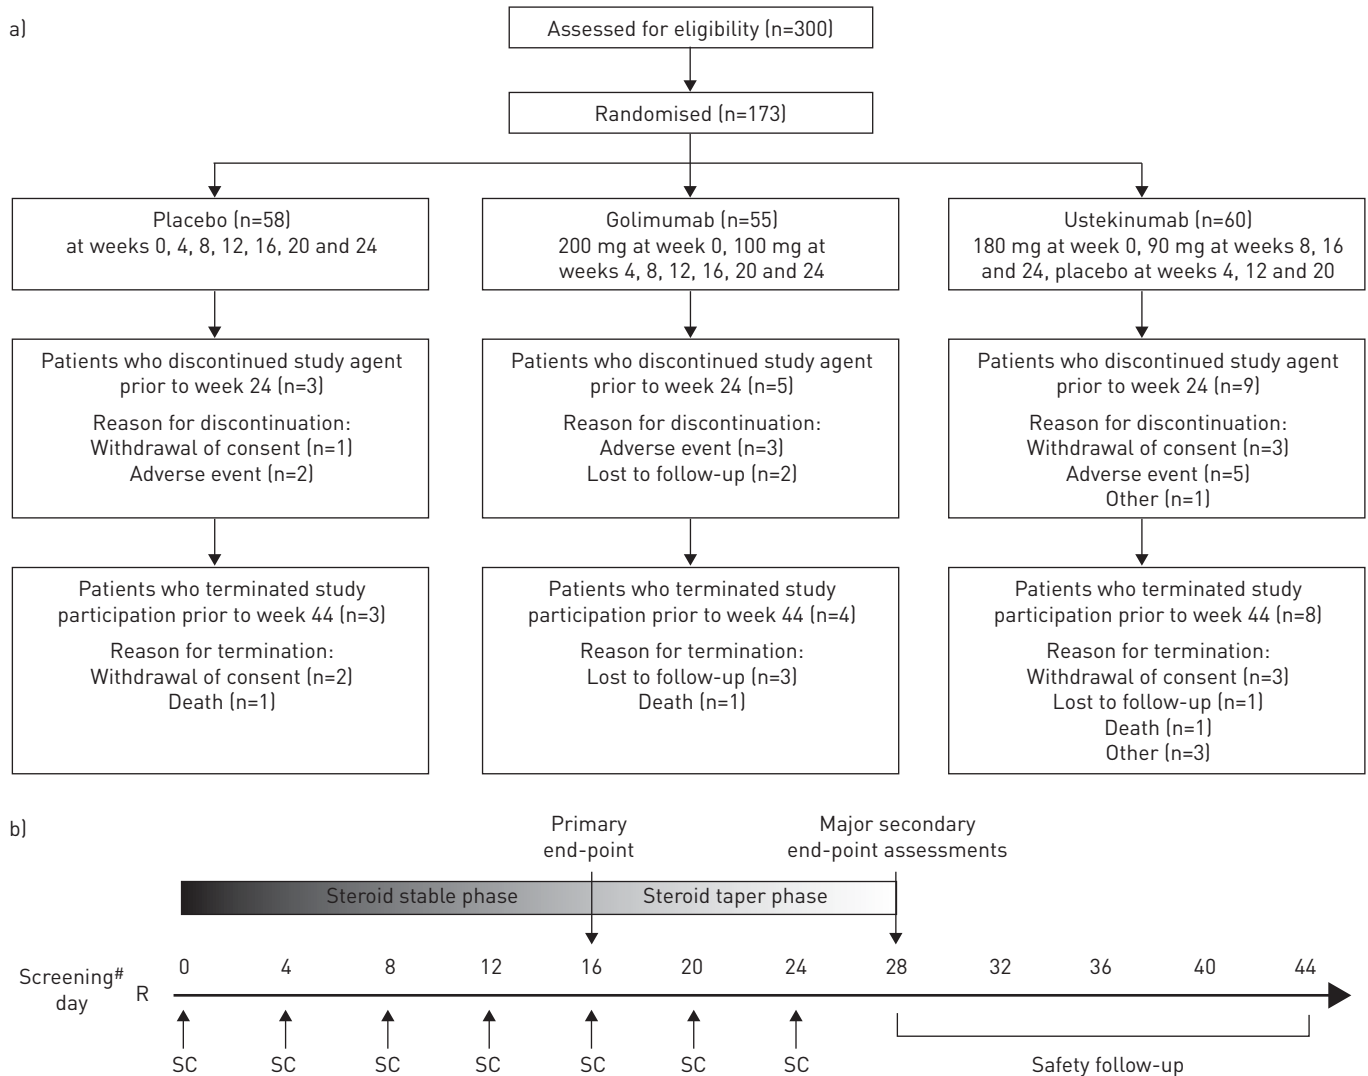 a)
Assessed for eligibility (n=300)
Randomised (n=173)
Placebo (n=58)
at weeks 0, 4, 8, 12, 16, 20 and 24
Golimumab (n=55)
200 mg at week 0, 100 mg at
weeks 4, 8, 12, 16, 20 and 24
Ustekinumab (n=60)
180 mg at week 0, 90 mg at weeks 8, 16
and 24, placebo at weeks 4, 12 and 20
Patients who discontinued study agent
prior to week 24 (n=3)
Reason for discontinuation:
Withdrawal of consent (n=1)
Adverse event (n=2)
Patients who discontinued study agent
prior to week 24 (n=5)
Reason for discontinuation:
Adverse event (n=3)
Lost to follow-up (n=2)
Patients who discontinued study agent
prior to week 24 (n=9)
Reason for discontinuation:
Withdrawal of consent (n=3)
Adverse event (n=5)
Other (n=1)
Patients who terminated study
participation prior to week 44 (n=3)
Reason for termination:
Withdrawal of consent (n=2)
Death (n=1)
Patients who terminated study
participation prior to week 44 (n=4)
Reason for termination:
Lost to follow-up (n=3)
Death (n=1)
Patients who terminated study
participation prior to week 44 (n=8)
Reason for termination:
Withdrawal of consent (n=3)
Lost to follow-up (n=1)
Death (n=1)
Other (n=3)
b)
Primary
end-point
Major secondary
end-point assessments
Steroid stable phase
Steroid taper phase
Screening#
day
R
0 4 8 12 16 20 24 28 32 36 40 44
SC SC SC SC SC SC SC
Safety follow-up